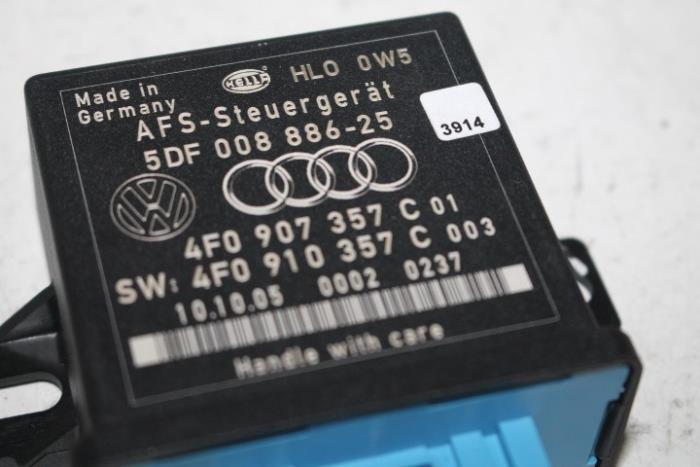 Made in
Germany
HELLA
HLO 0W5
AFS-Steuergerät
5DF 008 886-25
3914
4F0 907 357 C 01
SW: 4F0 910 357 C 003
10.10.05 0002 0237
Handle with care